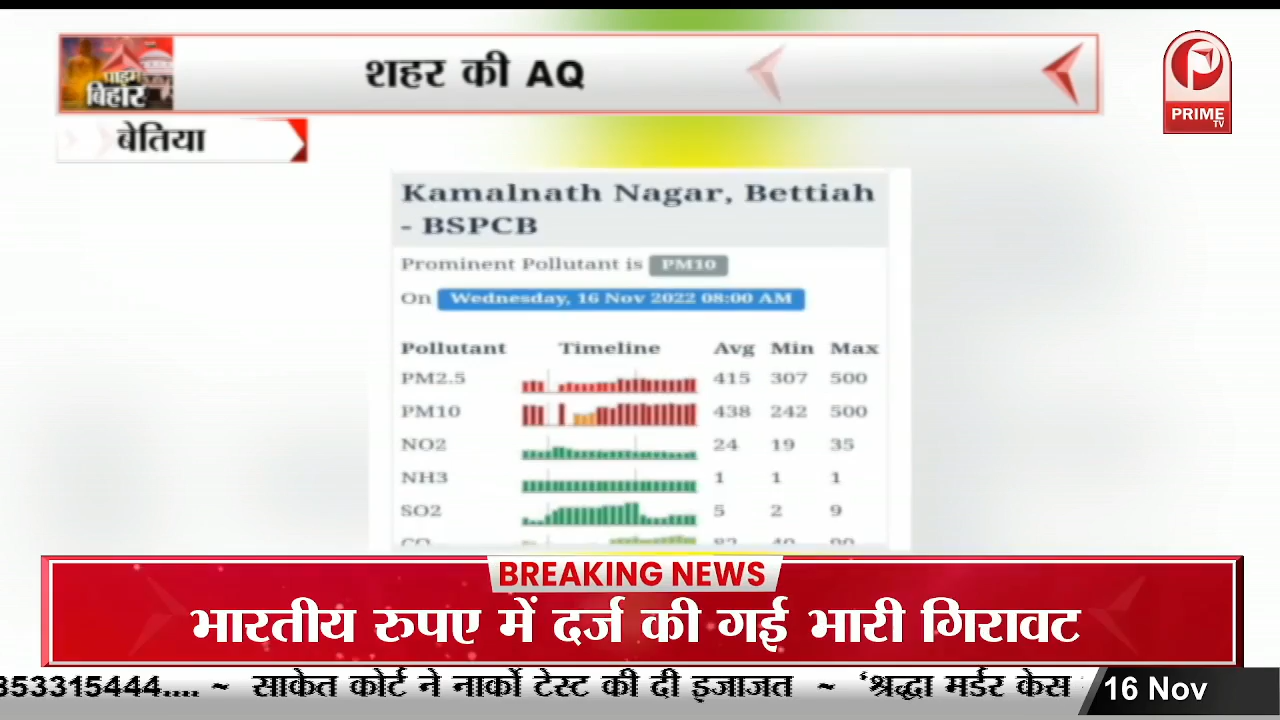 शहर की AQ
प्राइम
बिहार
PRIME
TV
बेतिया
Kamalnath Nagar, Bettiah
- BSPCB
Prominent Pollutant is PM10
On Wednesday, 16 Nov 2022 08:00 AM
Pollutant Timeline Avg Min Max
PM2.5 415 307 500
PM10 438 242 500
NO2 24 19 35
NH3 1 1 1
SO2 5 2 9
BREAKING NEWS
भारतीय रुपए में दर्ज की गई भारी गिरावट
353315444.... ~ साकेत कोर्ट ने नार्को टेस्ट की दी इजाजत ~ ‘श्रद्धा मर्डर केस
16 Nov